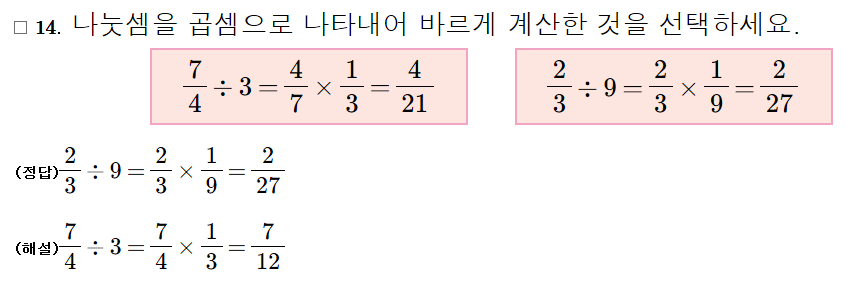 □ 14. 나눗셈을 곱셈으로 나타내어 바르게 계산한 것을 선택하세요.
7/4 ÷ 3 = 4/7 × 1/3 = 4/21
2/3 ÷ 9 = 2/3 × 1/9 = 2/27
(정답) 2/3 ÷ 9 = 2/3 × 1/9 = 2/27
(해설) 7/4 ÷ 3 = 7/4 × 1/3 = 7/12